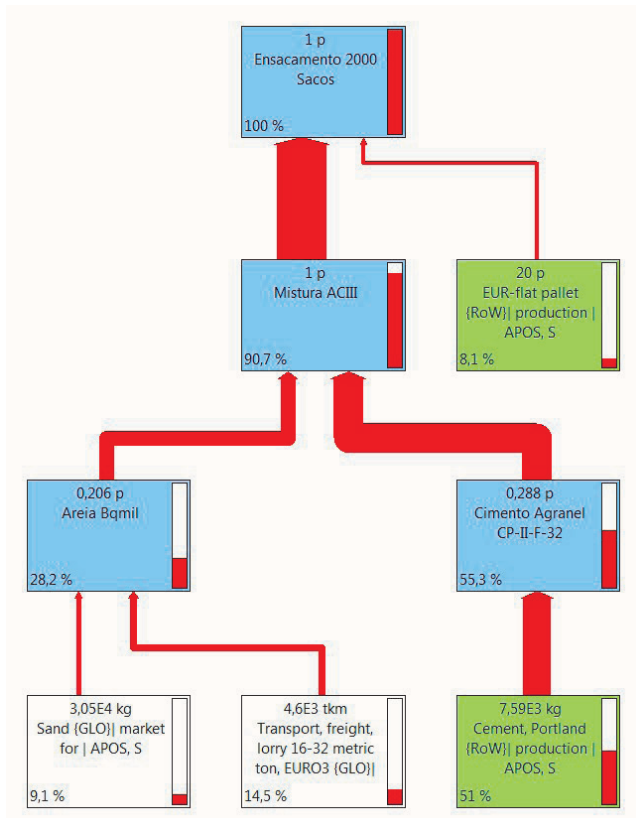 1 p
Ensacamento 2000
Sacos
100 %
1 p
Mistura ACIII
90,7 %
20 p
EUR-flat pallet
{RoW}| production |
APOS, S
8,1 %
0,206 p
Areia Bqmil
28,2 %
0,288 p
Cimento Agranel
CP-II-F-32
55,3 %
3,05E4 kg
Sand {GLO}| market
for | APOS, S
9,1 %
4,6E3 tkm
Transport, freight,
lorry 16-32 metric
ton, EURO3 {GLO}|
14,5 %
7,59E3 kg
Cement, Portland
{RoW}| production |
APOS, S
51 %